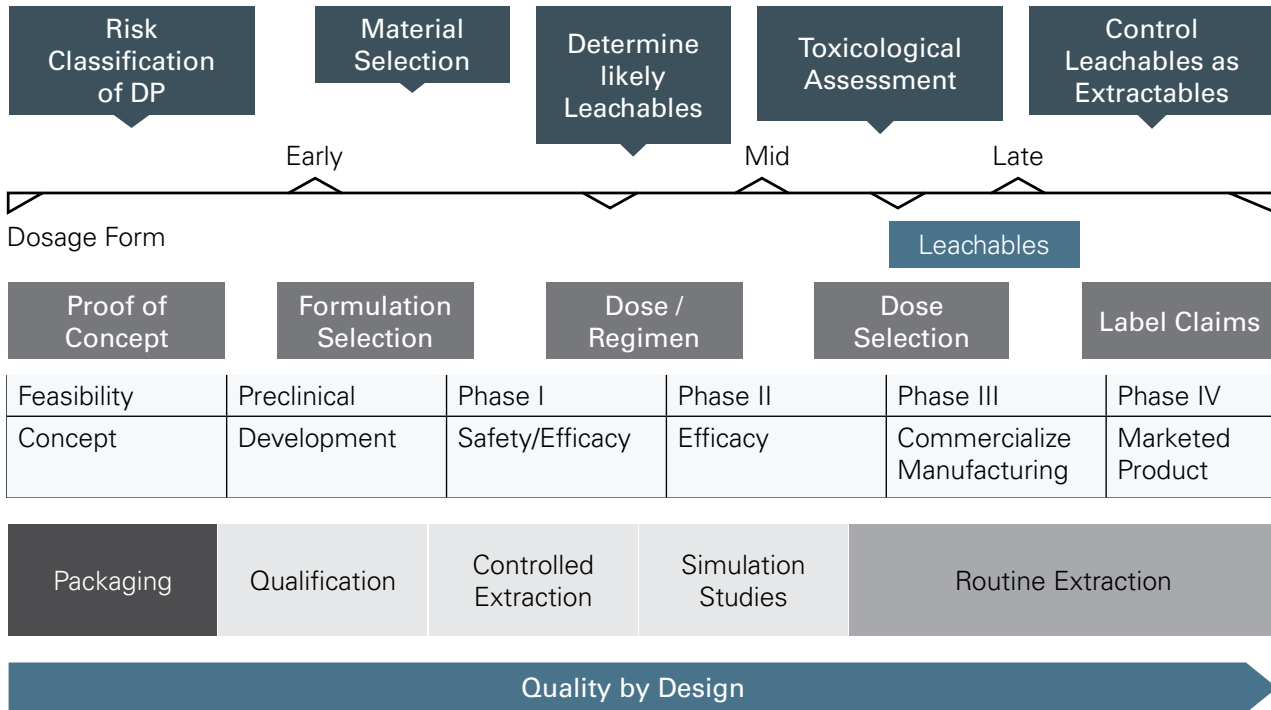 Risk
Classification
of DP
Material
Selection
Determine
likely
Leachables
Toxicological
Assessment
Control
Leachables as
Extractables
Early
Mid
Late
Dosage Form
Leachables
Proof of
Concept
Formulation
Selection
Dose /
Regimen
Dose
Selection
Label Claims
Feasibility
Preclinical
Phase I
Phase II
Phase III
Phase IV
Concept
Development
Safety/Efficacy
Efficacy
Commercialize
Manufacturing
Marketed
Product
Packaging
Qualification
Controlled
Extraction
Simulation
Studies
Routine Extraction
Quality by Design